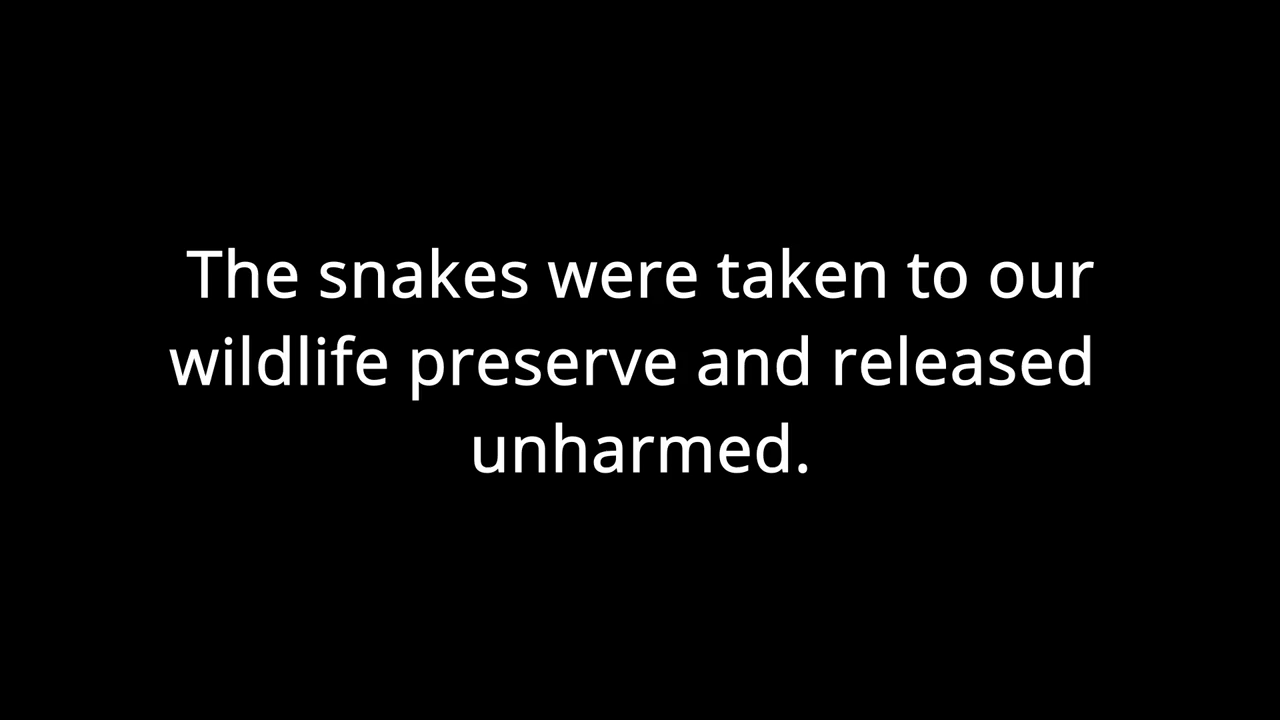 The snakes were taken to our
wildlife preserve and released
unharmed.